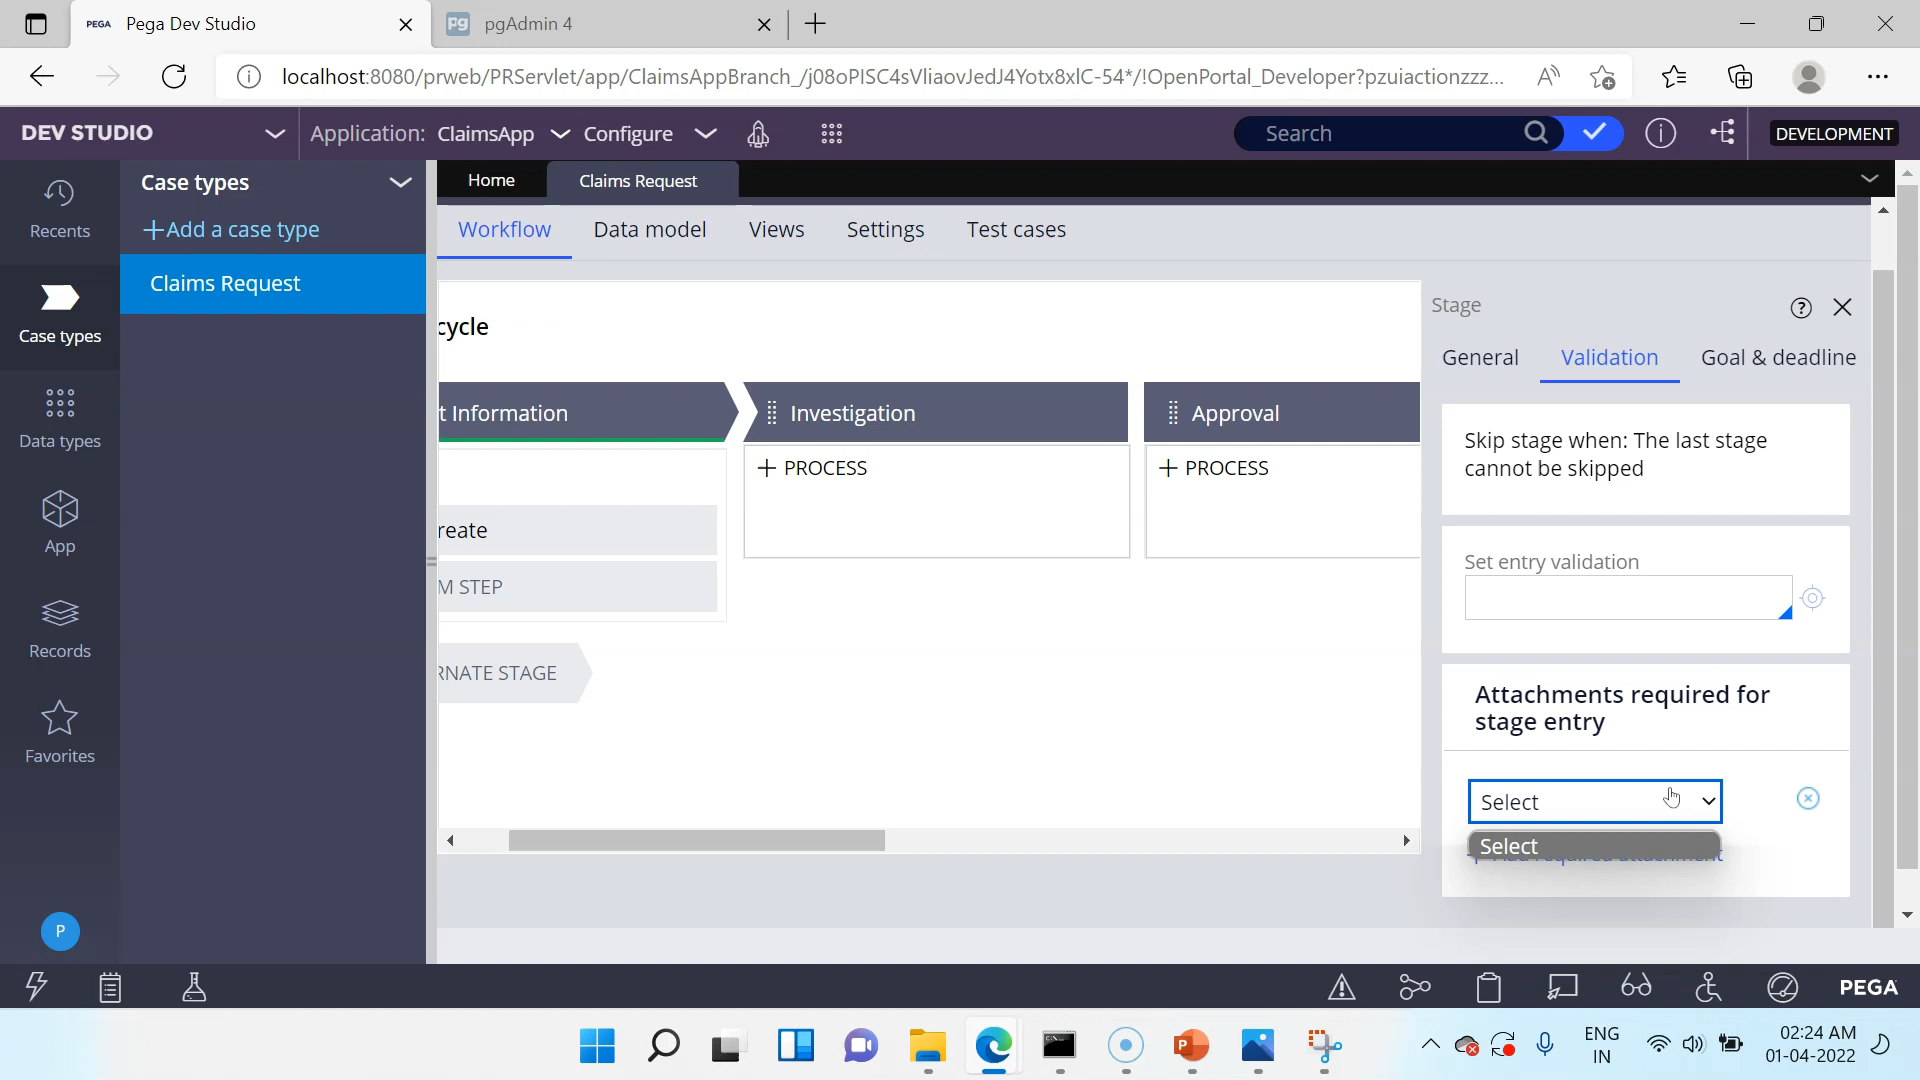 PEGA Pega Dev Studio
pg pgAdmin 4
localhost:8080/prweb/PRServlet/app/ClaimsAppBranch_/j08oPISC4sVliaovJedJ4Yotx8xlC-54*/!OpenPortal_Developer?pzuiactionzzz...
DEV STUDIO
Application: ClaimsApp
Configure
Search
DEVELOPMENT
Recents
Case types
Data types
App
Records
Favorites
P
Case types
+Add a case type
Claims Request
Home
Claims Request
Workflow
Data model
Views
Settings
Test cases
cycle
t Information
Investigation
Approval
+ PROCESS
+ PROCESS
reate
M STEP
RNATE STAGE
Stage
General
Validation
Goal & deadline
Skip stage when: The last stage
cannot be skipped
Set entry validation
Attachments required for
stage entry
Select
Select
PEGA
ENG
IN
02:24 AM
01-04-2022